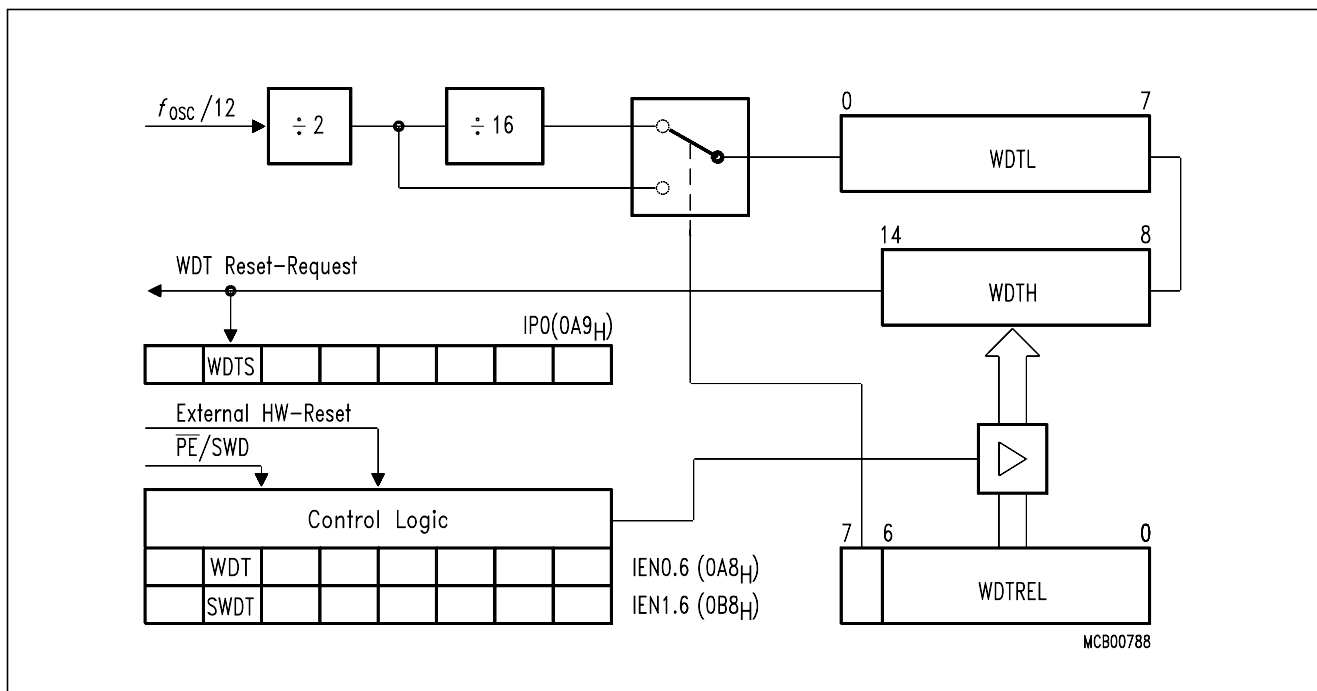 fOSC/12
÷ 2
÷ 16
0 7
WDTL
14 8
WDT Reset-Request
WDTH
IP0(0A9H)
WDTS
External HW-Reset
PE/SWD
Control Logic
7 6 0
WDT
IEN0.6 (0A8H)
WDTREL
SWDT
IEN1.6 (0B8H)
MCB00788